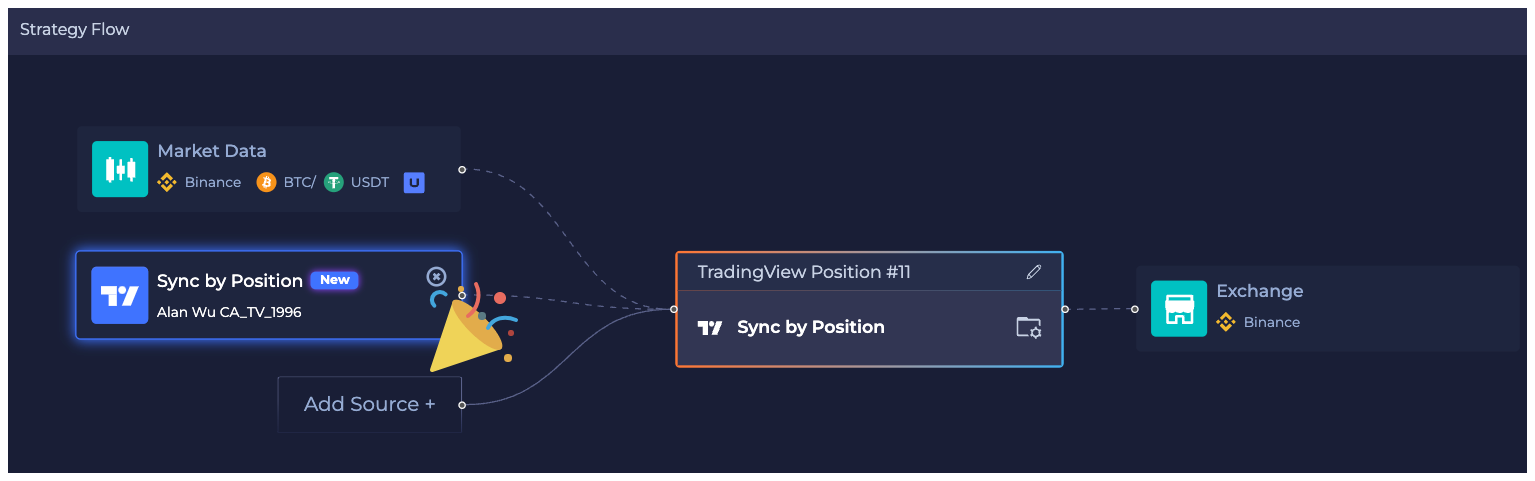 Strategy Flow
Market Data
Binance BTC/ USDT U
Sync by Position New
Alan Wu CA_TV_1996
Add Source +
TradingView Position #11
Sync by Position
Exchange
Binance